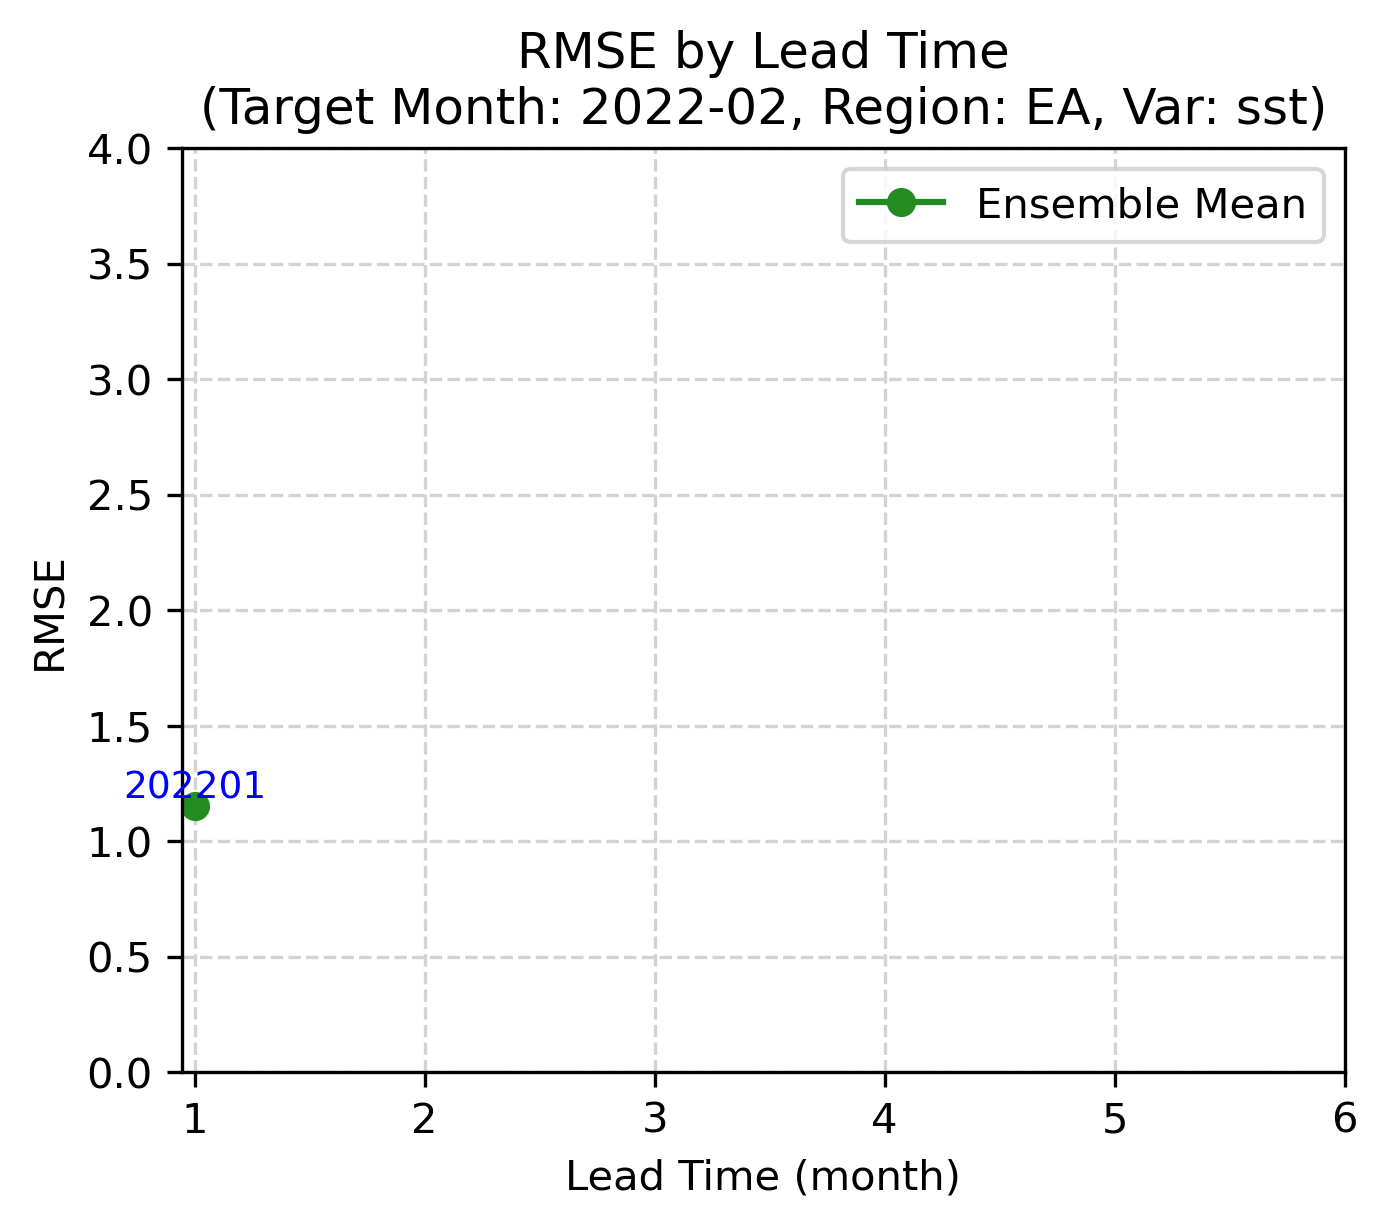 RMSE by Lead Time
(Target Month: 2022-02, Region: EA, Var: sst)
4.0
3.5
3.0
2.5
2.0
1.5
1.0
0.5
0.0
RMSE
Ensemble Mean
202201
1 2 3 4 5 6
Lead Time (month)